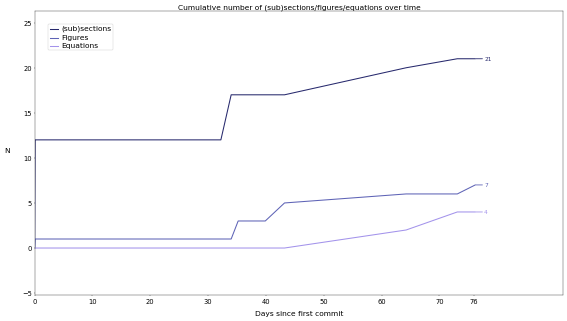 Cumulative number of (sub)sections/figures/equations over time
(sub)sections
Figures
Equations
25
20
15
10
5
0
−5
N
21
7
4
0 10 20 30 40 50 60 70 76
Days since first commit